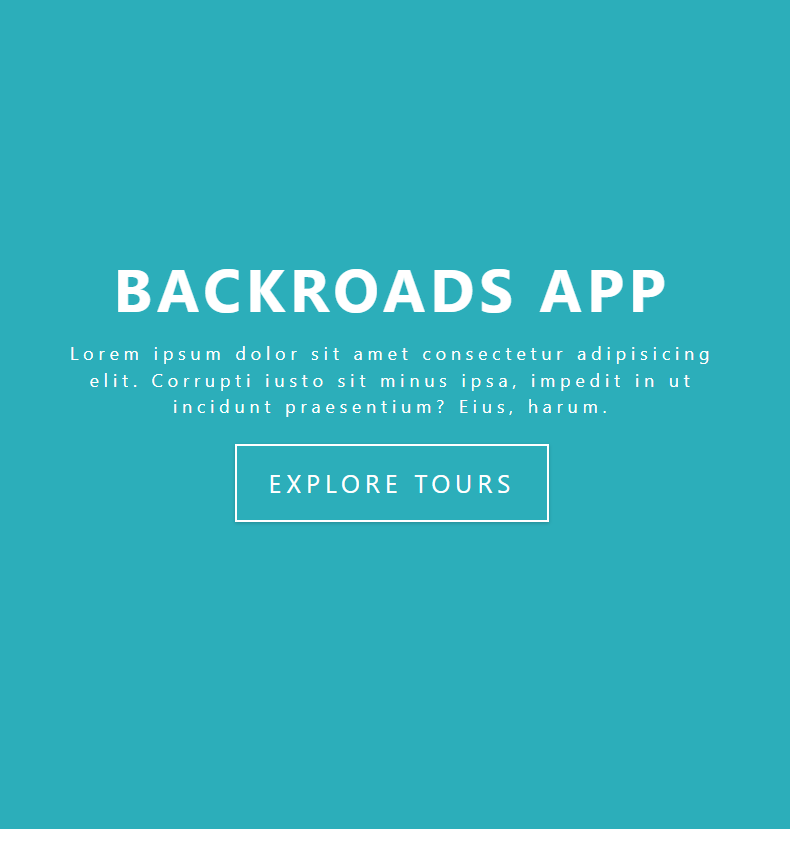 BACKROADS APP
Lorem ipsum dolor sit amet consectetur adipisicing
elit. Corrupti iusto sit minus ipsa, impedit in ut
incidunt praesentium? Eius, harum.
EXPLORE TOURS